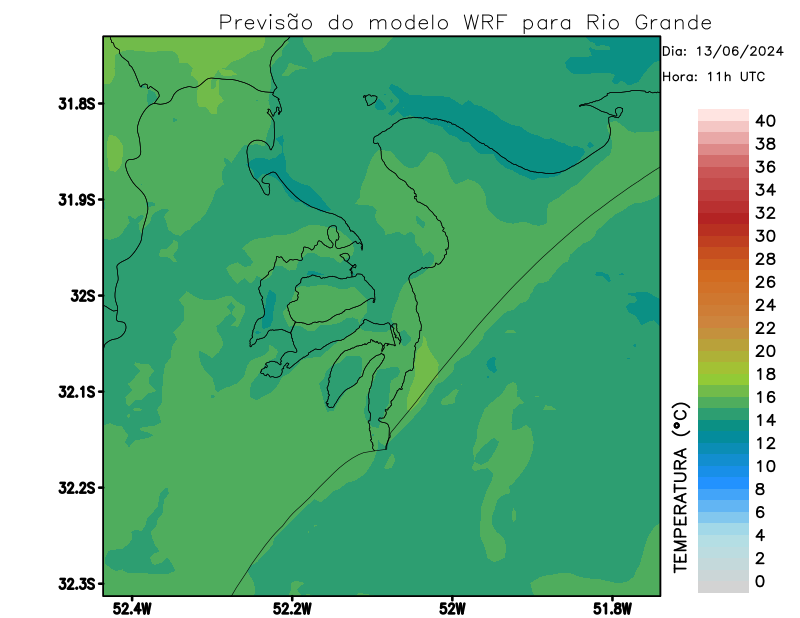 Previsão do modelo WRF para Rio Grande
Dia: 13/06/2024
Hora: 11h UTC
31.8S
31.9S
32S
32.1S
32.2S
32.3S
52.4W
52.2W
52W
51.8W
TEMPERATURA (°C)
40
38
36
34
32
30
28
26
24
22
20
18
16
14
12
10
8
6
4
2
0